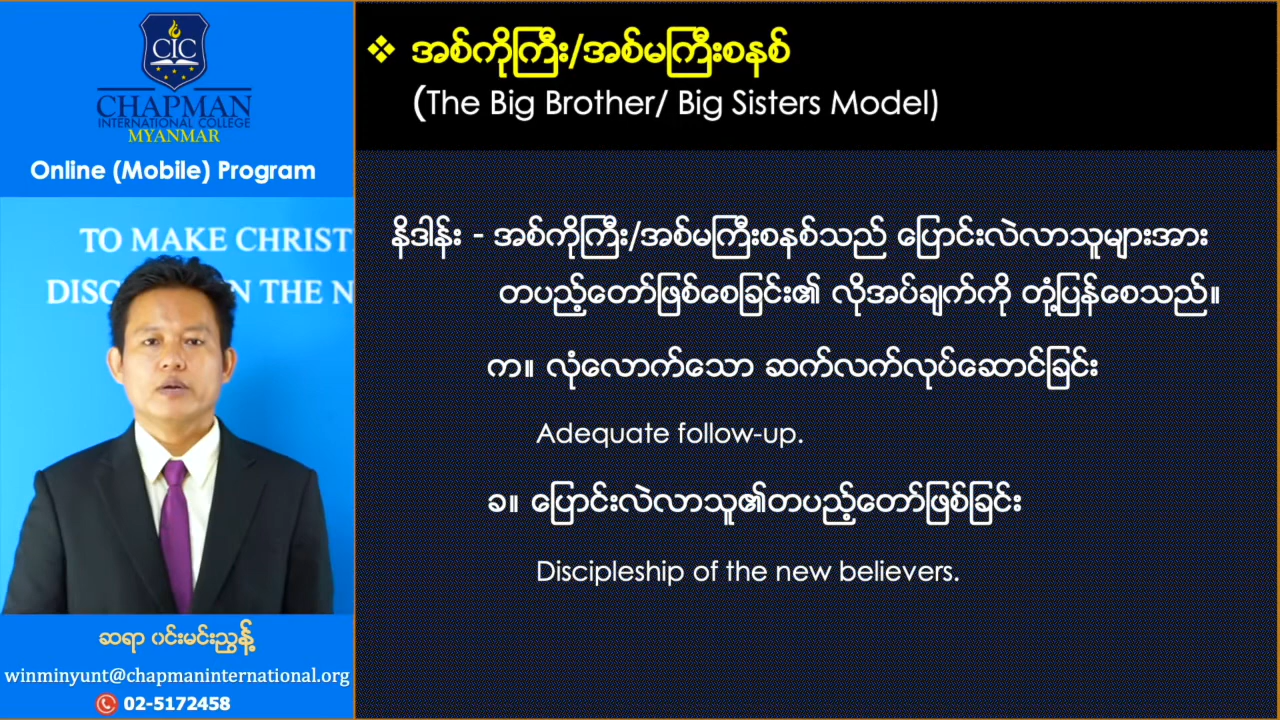 CIC
CHAPMAN
INTERNATIONAL COLLEGE
MYANMAR
Online (Mobile) Program
TO MAKE CHRIST
DISC N THE N
ဆရာ ဝင်းမင်းညွန့်
winminyunt@chapmaninternational.org
02-5172458
❖ အစ်ကိုကြီး/အစ်မကြီးစနစ်
(The Big Brother/ Big Sisters Model)
နိဒါန်း - အစ်ကိုကြီး/အစ်မကြီးစနစ်သည် ပြောင်းလဲလာသူများအား
တပည့်တော်ဖြစ်စေခြင်း၏ လိုအပ်ချက်ကို တုံ့ပြန်စေသည်။
က။ လုံလောက်သော ဆက်လက်လုပ်ဆောင်ခြင်း
Adequate follow-up.
ခ။ ပြောင်းလဲလာသူ၏တပည့်တော်ဖြစ်ခြင်း
Discipleship of the new believers.